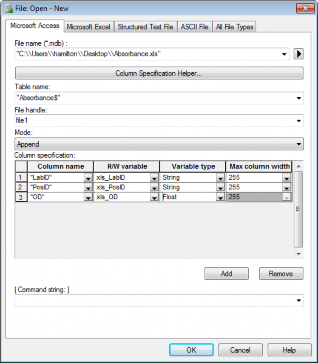 File: Open - New
Microsoft Access Microsoft Excel Structured Text File ASCII File All File Types
File name (*.mdb) :
"C:\\Users\\hamilton\\Desktop\\Absorbance.xls"
Column Specification Helper...
Table name:
"Absorbance$"
File handle:
file1
Mode:
Append
Column specification:
Column name R/W variable Variable type Max column width
1 "LabID" xls_LabID String 255
2 "PosID" xls_PosID String 255
3 "OD" xls_OD Float 255
Add Remove
[ Command string: ]
OK Cancel Help